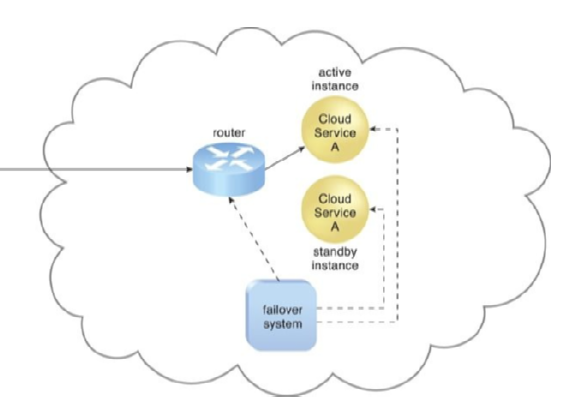 active
instance
Cloud
Service
A
router
Cloud
Service
A
standby
instance
failover
system